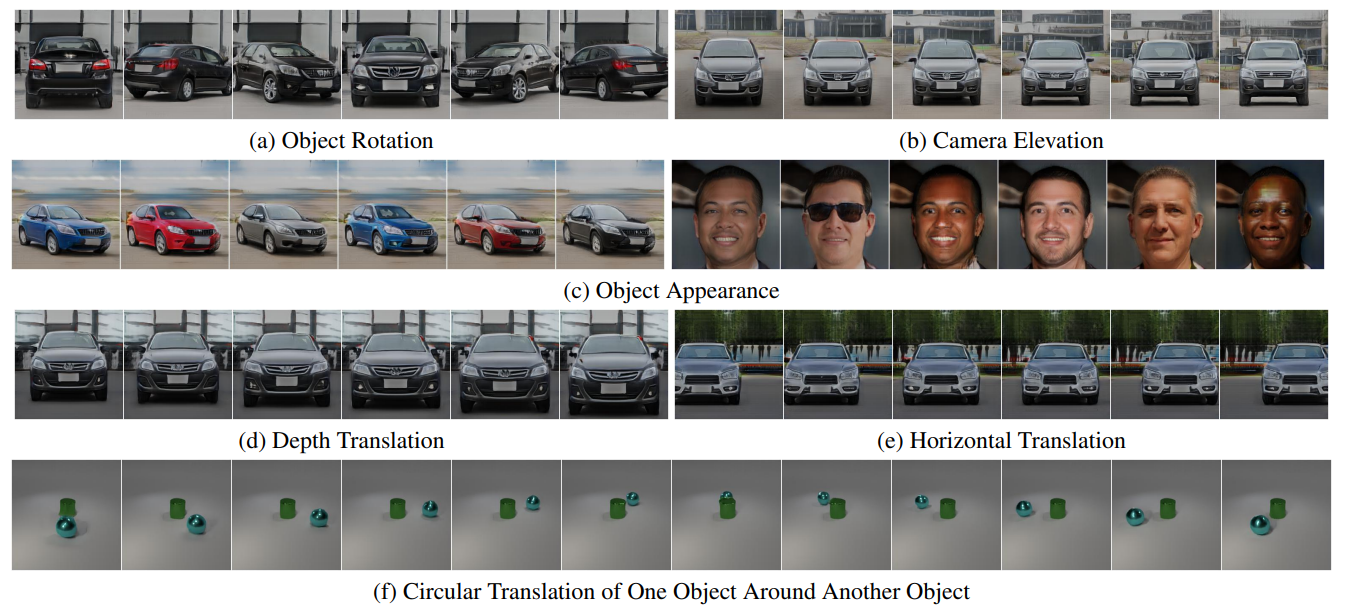 (a) Object Rotation
(b) Camera Elevation
(c) Object Appearance
(d) Depth Translation
(e) Horizontal Translation
(f) Circular Translation of One Object Around Another Object